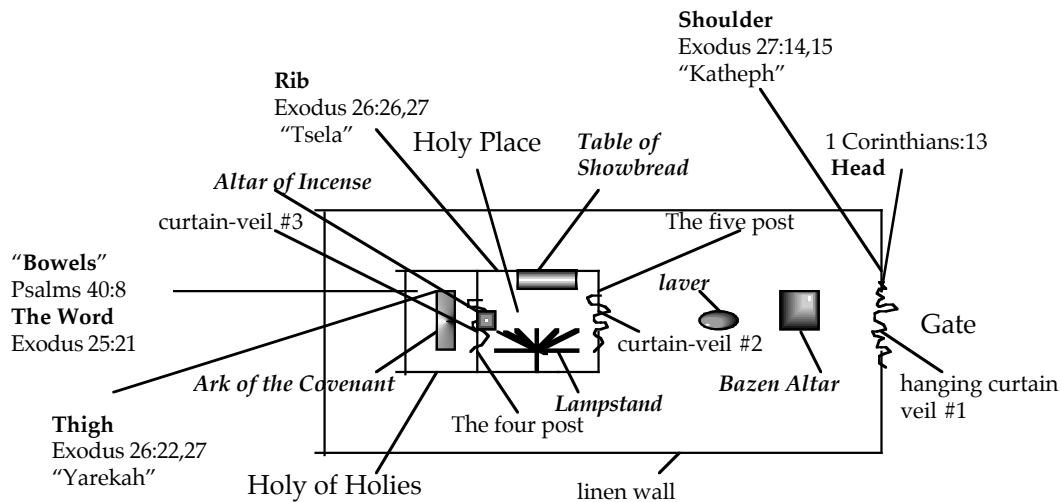 Shoulder
Exodus 27:14,15
“Katheph”
Rib
Exodus 26:26,27
“Tsela”
Holy Place
Table of
Showbread
1 Corinthians:13
Head
Altar of Incense
curtain-veil #3
The five post
“Bowels”
Psalms 40:8
The Word
Exodus 25:21
laver
Gate
curtain-veil #2
Ark of the Covenant
Lampstand
Bazen Altar
hanging curtain
veil #1
Thigh
Exodus 26:22,27
“Yarekah”
The four post
Holy of Holies
linen wall